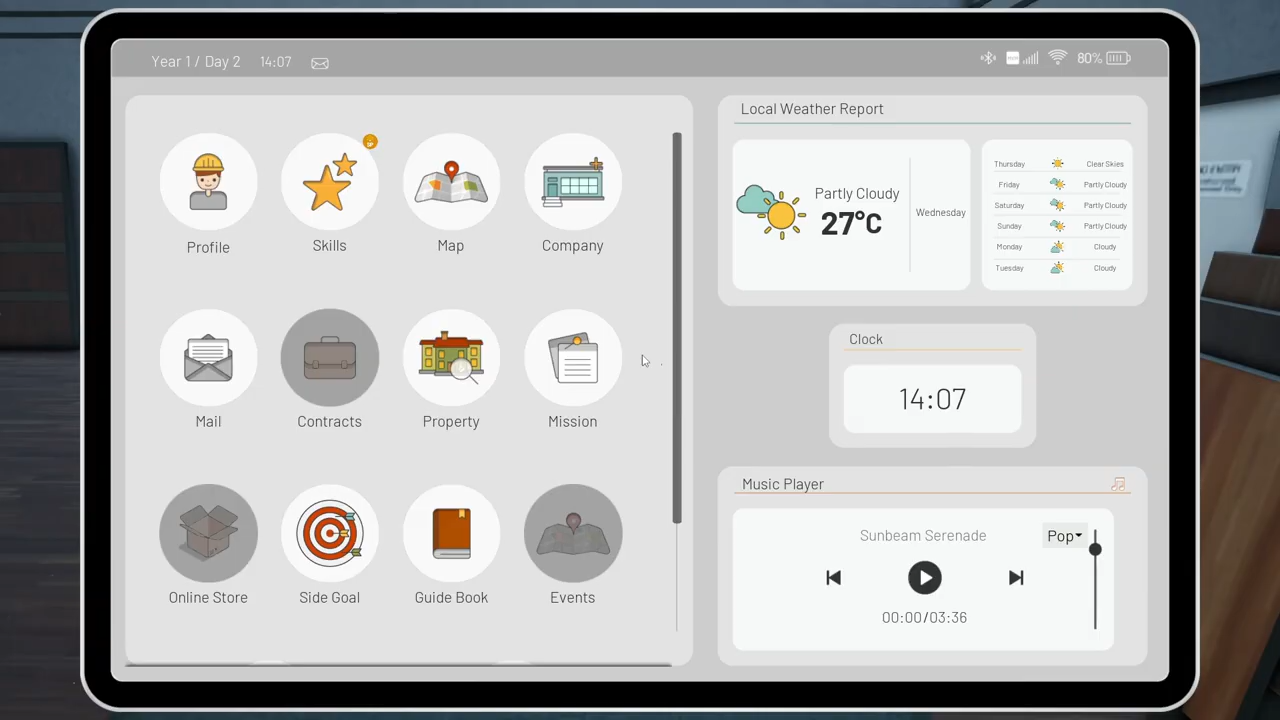 Year 1 / Day 2 14:07
80%
Profile
Skills
Map
Company
Mail
Contracts
Property
Mission
Online Store
Side Goal
Guide Book
Events
Local Weather Report
Partly Cloudy
27°C
Wednesday
Thursday Clear Skies
Friday Partly Cloudy
Saturday Partly Cloudy
Sunday Partly Cloudy
Monday Cloudy
Tuesday Cloudy
Clock
14:07
Music Player
Sunbeam Serenade
Pop
00:00/03:36